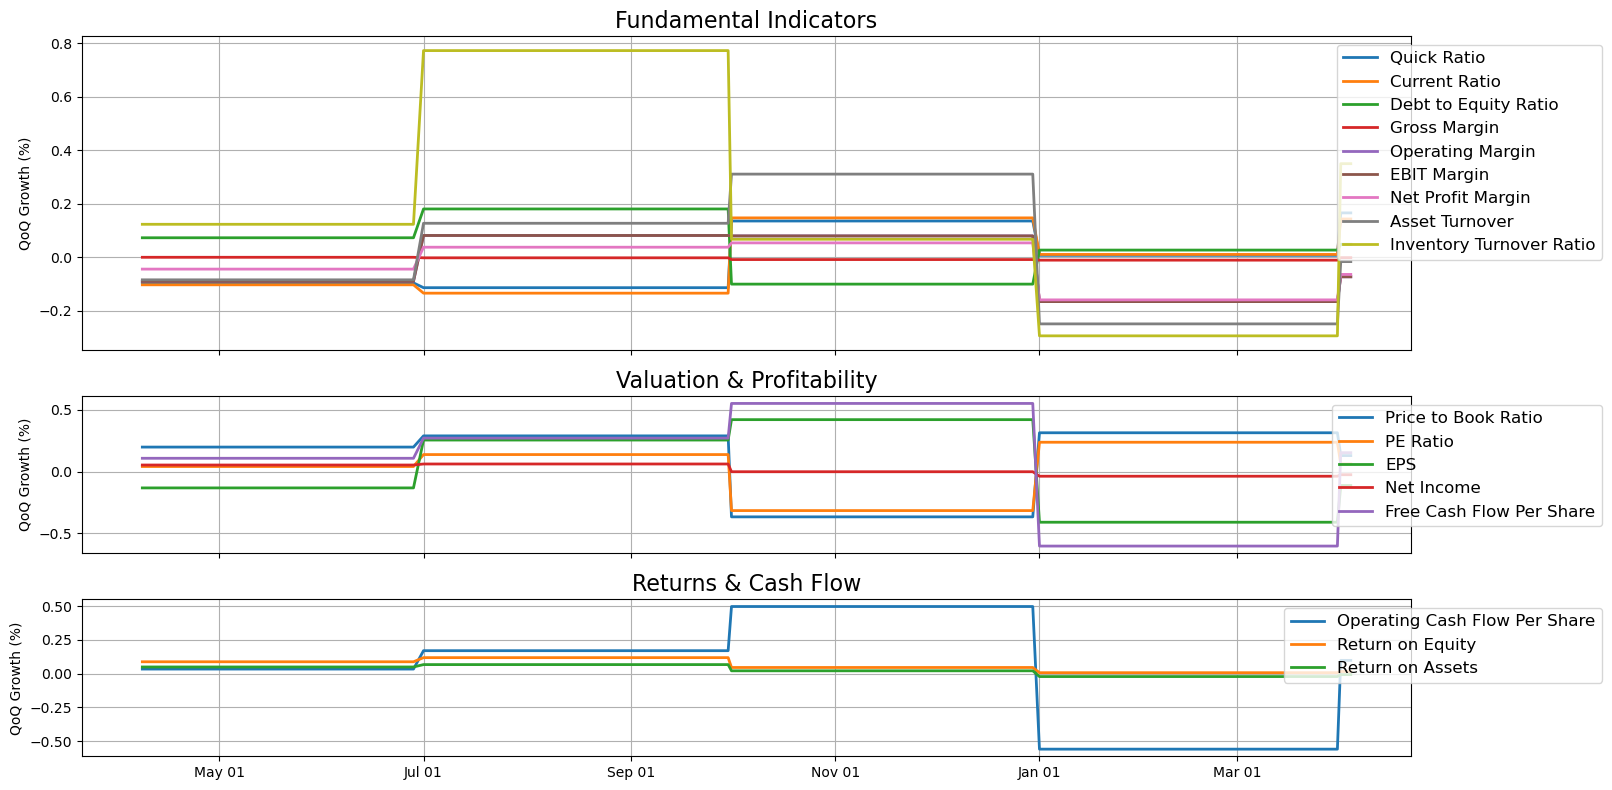 Fundamental Indicators
QoQ Growth (%)
0.8
0.6
0.4
0.2
0.0
−0.2
Quick Ratio
Current Ratio
Debt to Equity Ratio
Gross Margin
Operating Margin
EBIT Margin
Net Profit Margin
Asset Turnover
Inventory Turnover Ratio
Valuation & Profitability
QoQ Growth (%)
0.5
0.0
−0.5
Price to Book Ratio
PE Ratio
EPS
Net Income
Free Cash Flow Per Share
Returns & Cash Flow
QoQ Growth (%)
0.50
0.25
0.00
−0.25
−0.50
Operating Cash Flow Per Share
Return on Equity
Return on Assets
May 01 Jul 01 Sep 01 Nov 01 Jan 01 Mar 01